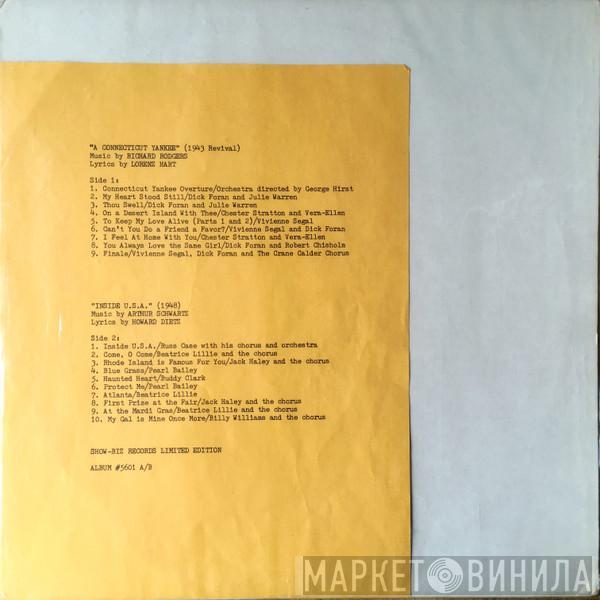 "A CONNECTICUT YANKEE" (1943 Revival)
Music by RICHARD RODGERS
Lyrics by LORENZ HART
Side 1:
1. Connecticut Yankee Overture/Orchestra directed by George Hirst
2. My Heart Stood Still/Dick Foran and Julie Warren
3. Thou Swell/Dick Foran and Julie Warren
4. On a Desert Island With Thee/Chester Stratton and Vera-Ellen
5. To Keep My Love Alive (Parts 1 and 2)/Vivienne Segal
6. Can't You Do a Friend a Favor?/Vivienne Segal and Dick Foran
7. I Feel At Home With You/Chester Stratton and Vera-Ellen
8. You Always Love the Same Girl/Dick Foran and Robert Chisholm
9. Finale/Vivienne Segal, Dick Foran and The Crane Calder Chorus
"INSIDE U.S.A." (1948)
Music by ARTHUR SCHWARTZ
Lyrics by HOWARD DIETZ
Side 2:
1. Inside U.S.A./Russ Case with his chorus and orchestra
2. Come, O Come/Beatrice Lillie and the chorus
3. Rhode Island is Famous For You/Jack Haley and the chorus
4. Blue Grass/Pearl Bailey
5. Haunted Heart/Buddy Clark
6. Protect Me/Pearl Bailey
7. Atlanta/Beatrice Lillie
8. First Prize at the Fair/Jack Haley and the chorus
9. At the Mardi Gras/Beatrice Lillie and the chorus
10. My Gal is Mine Once More/Billy Williams and the chorus
SHOW-BIZ RECORDS LIMITED EDITION
ALBUM #5601 A/B
МАРКЕТ ВИНИЛА